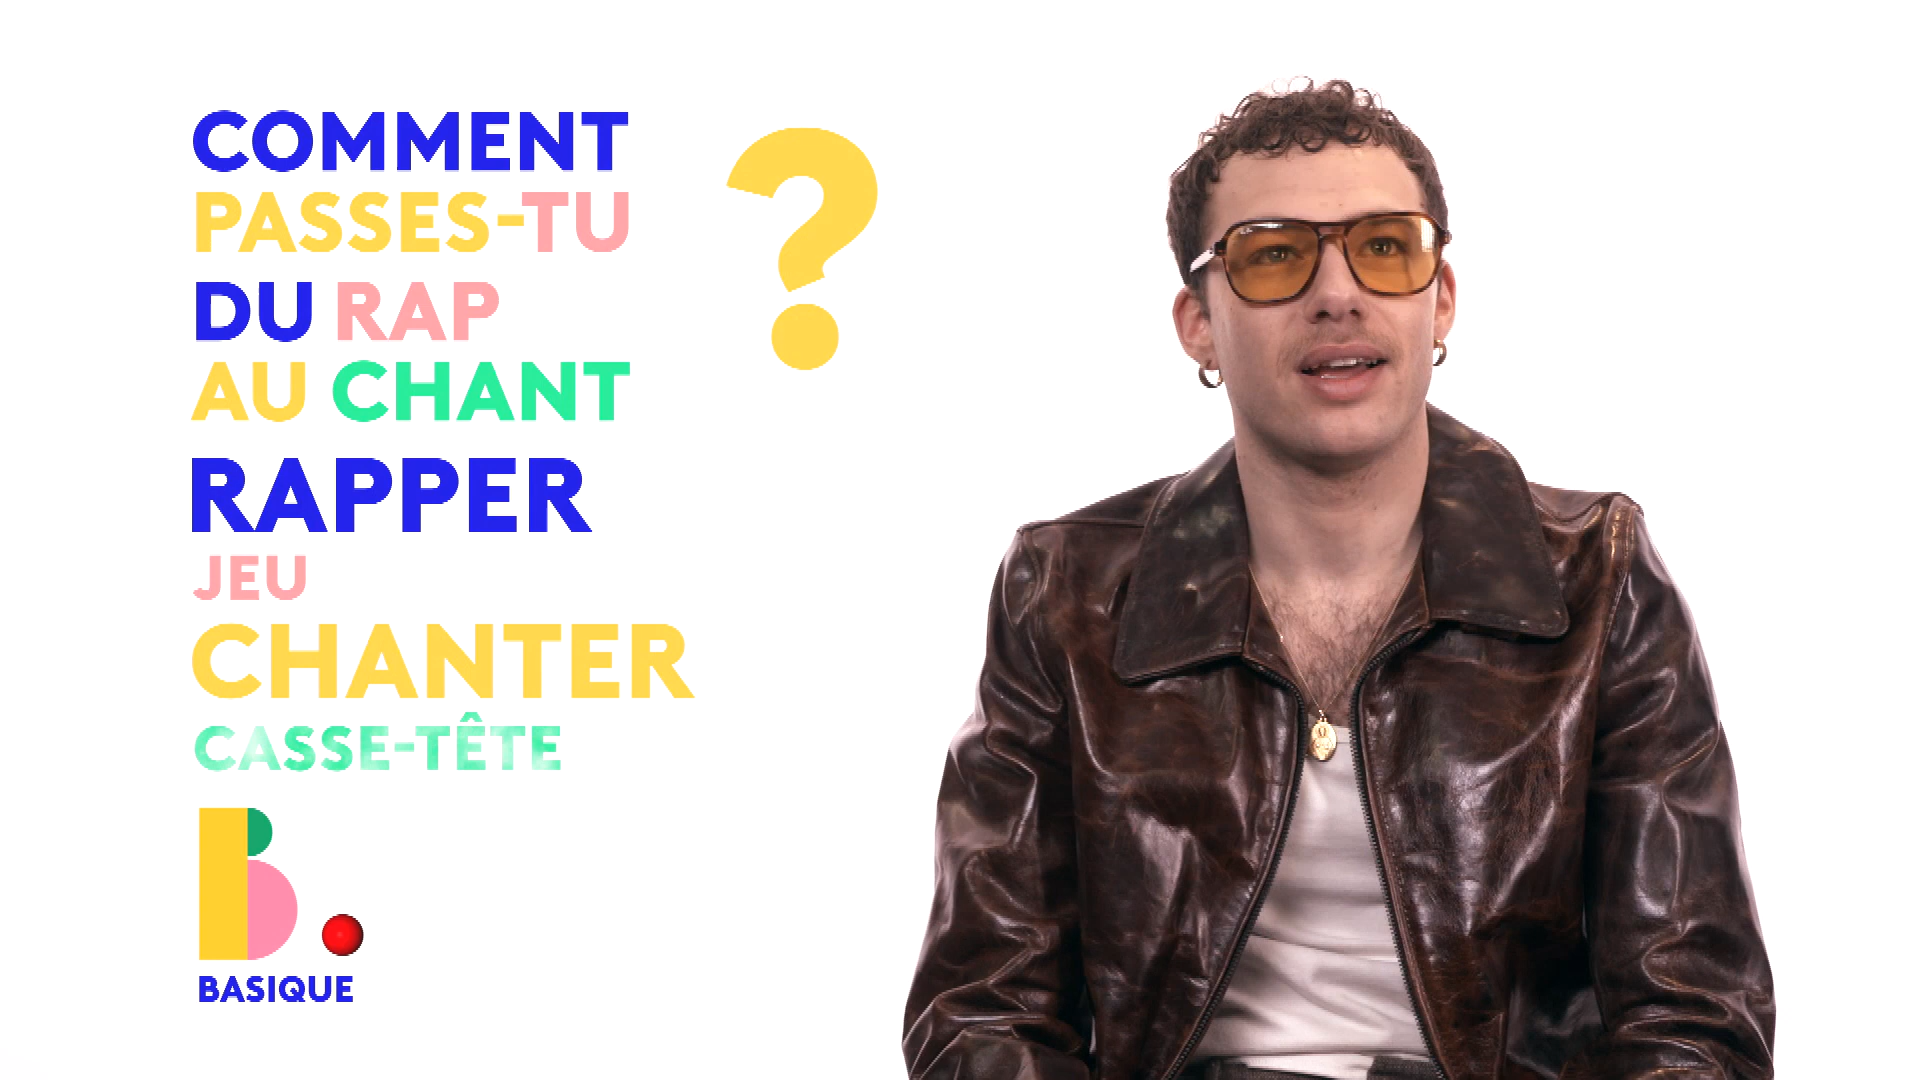 COMMENT
PASSES-TU
DU RAP
AU CHANT
?
RAPPER
JEU
CHANTER
CASSE-TÊTE
B.
BASIQUE